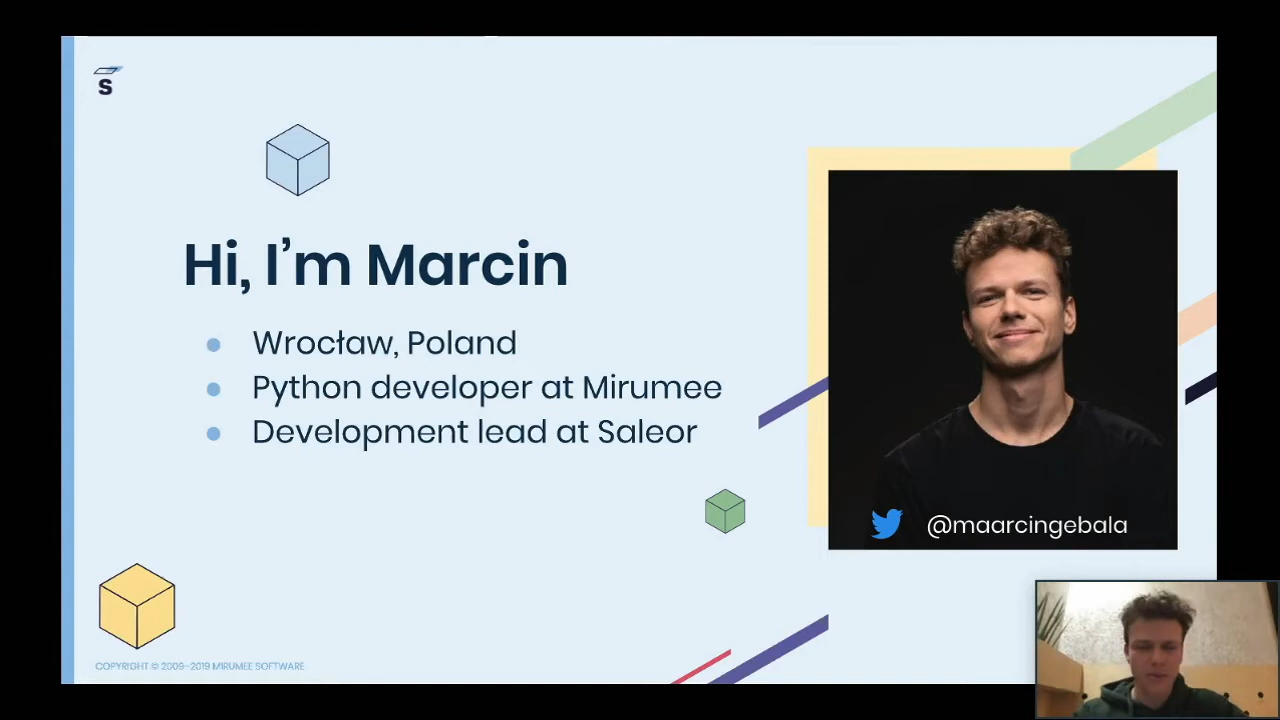 S
Hi, I'm Marcin
Wrocław, Poland
Python developer at Mirumee
Development lead at Saleor
@maarcingebala
COPYRIGHT © 2009–2019 MIRUMEE SOFTWARE